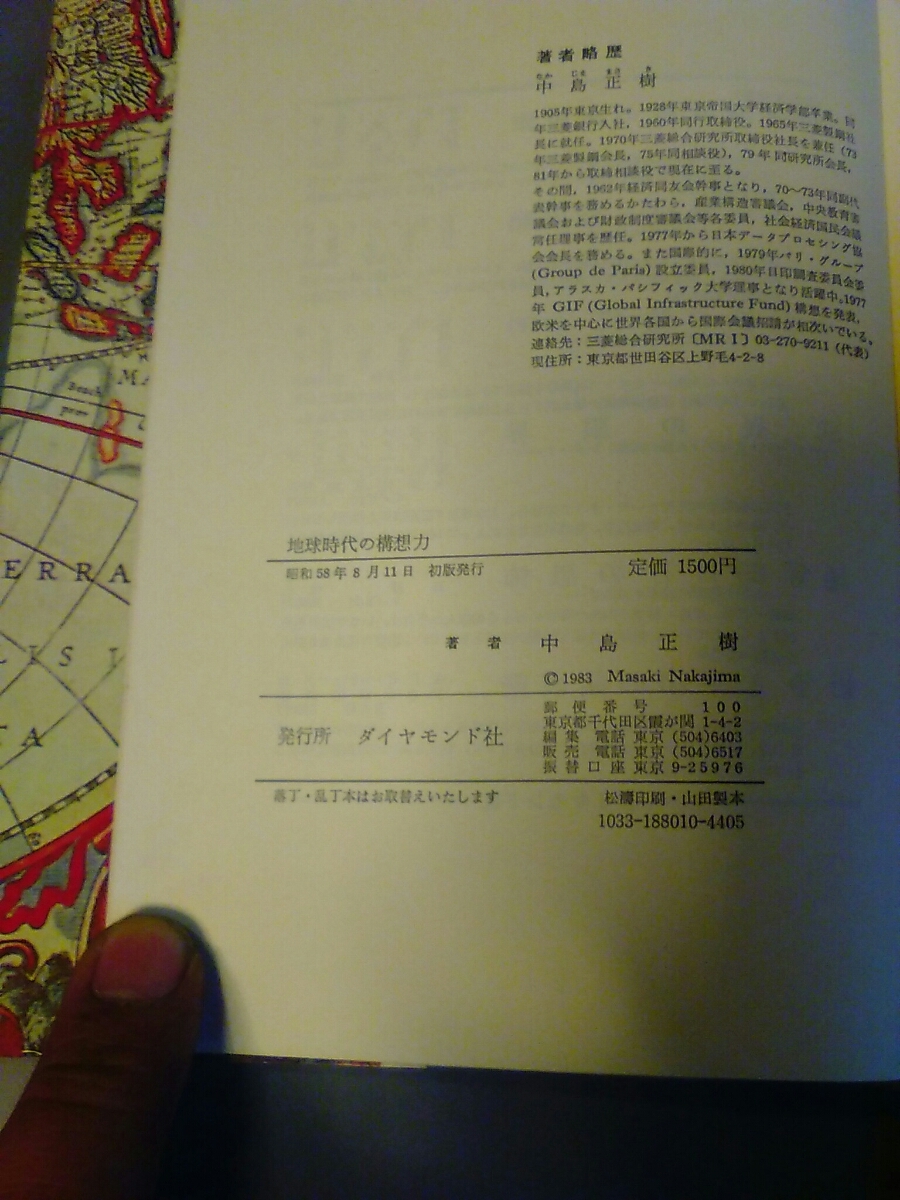 著者略歴
なか じま まさ き
中島正樹
1905年東京生れ。1928年東京帝国大学経済学部卒業。同
年三菱銀行入社，1960年同行取締役。1965年三菱製鋼社
長に就任。1970年三菱総合研究所取締役社長を兼任（73
年三菱製鋼会長，75年同相談役），79年同研究所会長，
81年から取締相談役で現在に至る。
その間，1962年経済同友会幹事となり，70〜73年同副代
表幹事を務めるかたわら，産業構造審議会，中央教育審
議会および財政制度審議会等各委員，社会経済国民会議
常任理事を歴任。1977年から日本データプロセシング協
会会長を務める。また国際的に，1979年パリ・グループ
(Group de Paris) 設立委員，1980年日印調査委員会委
員，アラスカ・パシフィック大学理事となり活躍中。1977
年 GIF (Global Infrastructure Fund) 構想を発表，
欧米を中心に世界各国から国際会議招請が相次いでいる。
連絡先：三菱総合研究所〔MRI〕03-270-9211（代表）
現住所：東京都世田谷区上野毛4-2-8
地球時代の構想力
昭和58年8月11日 初版発行 定価 1500円
著者 中島正樹
© 1983 Masaki Nakajima
発行所 ダイヤモンド社
郵便番号 100
東京都千代田区霞が関 1-4-2
編集 電話 東京 (504)6403
販売 電話 東京 (504)6517
振替口座 東京 9-25976
落丁・乱丁本はお取替えいたします 松濤印刷・山田製本
1033-188010-4405
MA
Beach
prov
ERRA
LIS I
TA